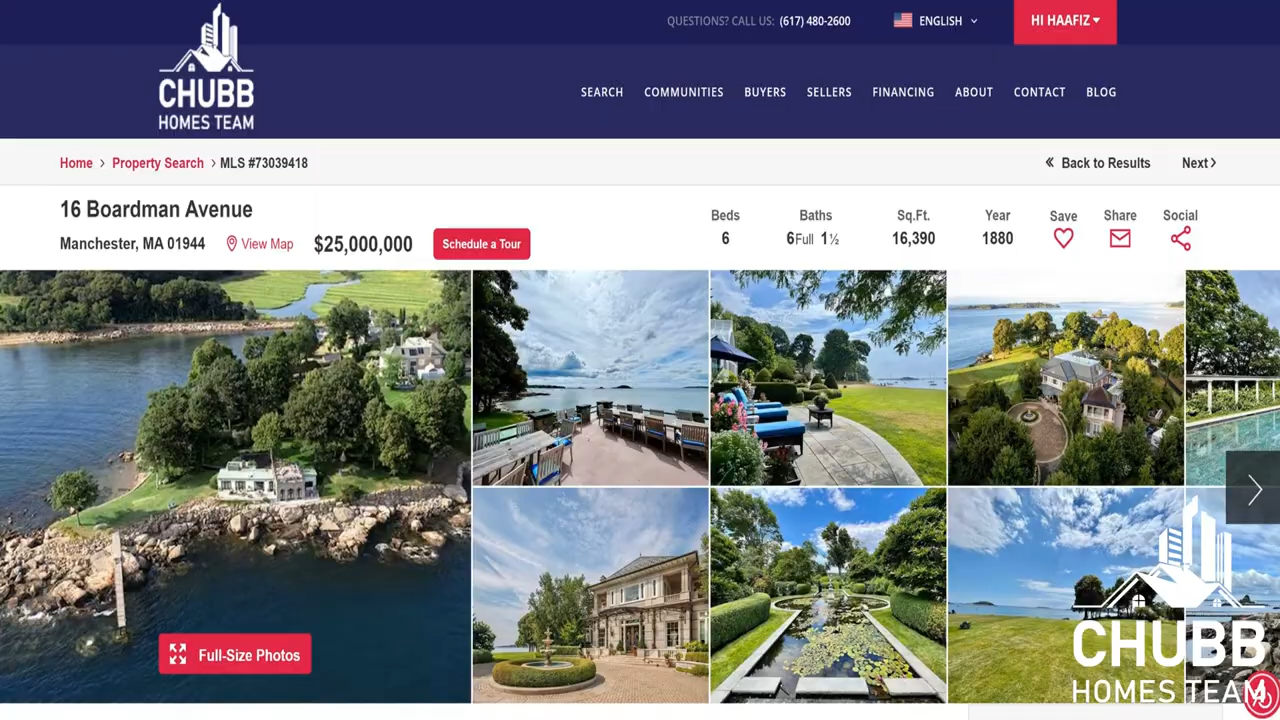 QUESTIONS? CALL US: (617) 480-2600
ENGLISH
HI HAAFIZ
CHUBB
HOMES TEAM
SEARCH COMMUNITIES BUYERS SELLERS FINANCING ABOUT CONTACT BLOG
Home > Property Search > MLS #73039418
« Back to Results
Next >
16 Boardman Avenue
Manchester, MA 01944
View Map
$25,000,000
Schedule a Tour
Beds
6
Baths
6Full 1½
Sq.Ft.
16,390
Year
1880
Save
Share
Social
Full-Size Photos
CHUBB
HOMES TEAM